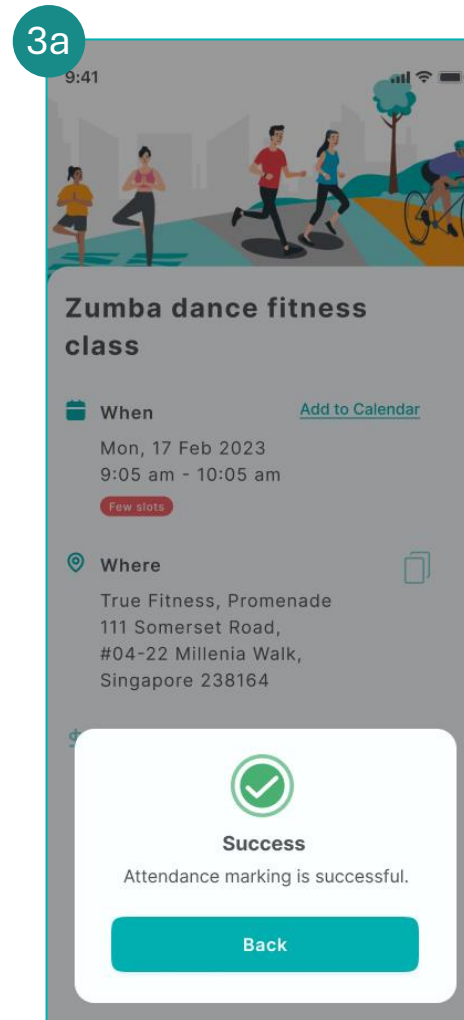 3a
9:41
Zumba dance fitness
class
When
Add to Calendar
Mon, 17 Feb 2023
9:05 am - 10:05 am
Few slots
Where
True Fitness, Promenade
111 Somerset Road,
#04-22 Millenia Walk,
Singapore 238164
$
Success
Attendance marking is successful.
Back